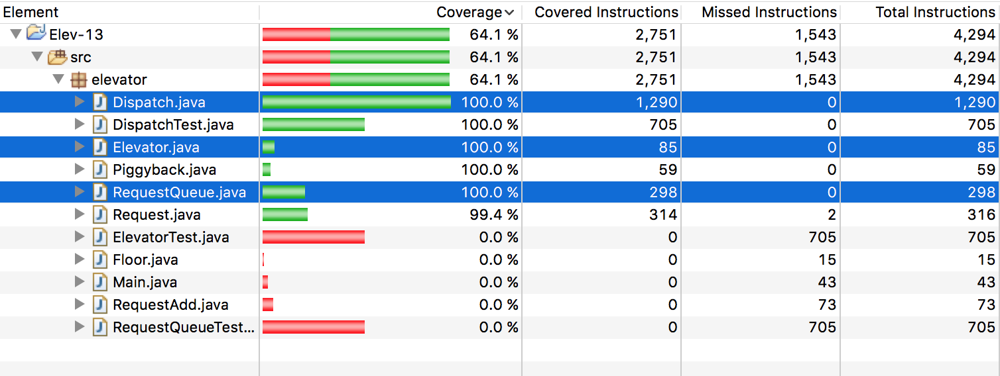 Element Coverage Covered Instructions Missed Instructions Total Instructions
Elev-13 64.1 % 2,751 1,543 4,294
src 64.1 % 2,751 1,543 4,294
elevator 64.1 % 2,751 1,543 4,294
Dispatch.java 100.0 % 1,290 0 1,290
DispatchTest.java 100.0 % 705 0 705
Elevator.java 100.0 % 85 0 85
Piggyback.java 100.0 % 59 0 59
RequestQueue.java 100.0 % 298 0 298
Request.java 99.4 % 314 2 316
ElevatorTest.java 0.0 % 0 705 705
Floor.java 0.0 % 0 15 15
Main.java 0.0 % 0 43 43
RequestAdd.java 0.0 % 0 73 73
RequestQueueTest... 0.0 % 0 705 705